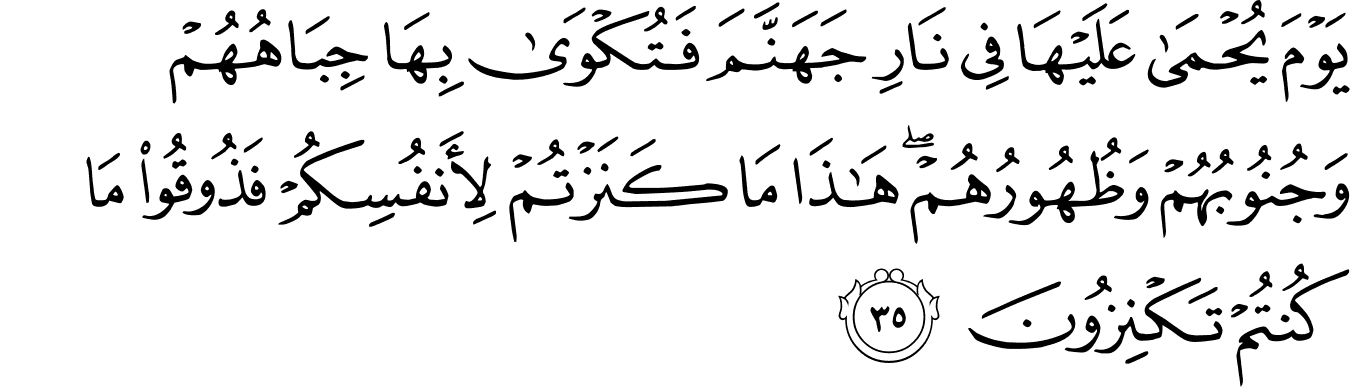 يَوْمَ يُحْمَىٰ عَلَيْهَا فِي نَارِ جَهَنَّمَ فَتُكْوَىٰ بِهَا جِبَاهُهُمْ
وَجُنُوبُهُمْ وَظُهُورُهُمْ ۖ هَٰذَا مَا كَنَزْتُمْ لِأَنفُسِكُمْ فَذُوقُوا۟ مَا
كُنتُمْ تَكْنِزُونَ ٣٥